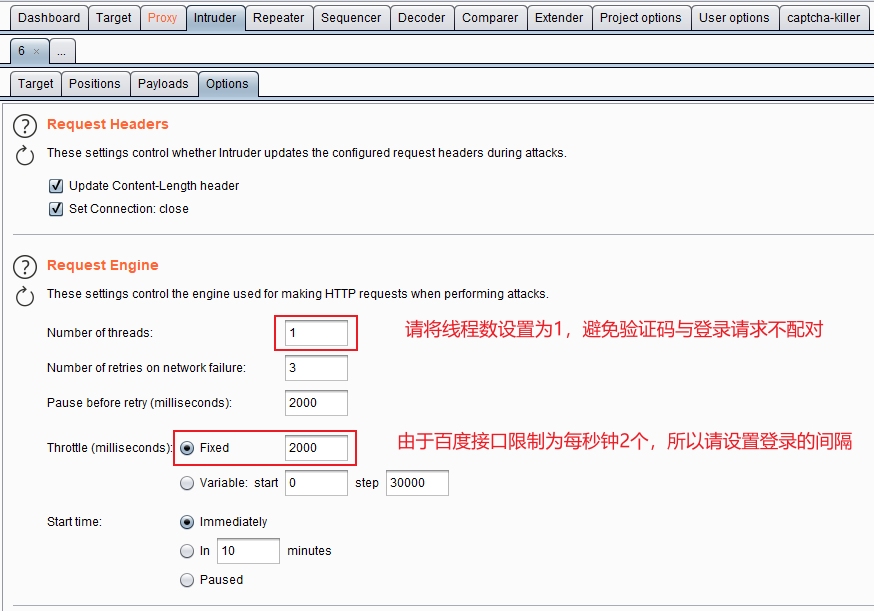 Dashboard Target Proxy Intruder Repeater Sequencer Decoder Comparer Extender Project options User options captcha-killer
6 × ...
Target Positions Payloads Options
? Request Headers
These settings control whether Intruder updates the configured request headers during attacks.
Update Content-Length header
Set Connection: close
? Request Engine
These settings control the engine used for making HTTP requests when performing attacks.
Number of threads: 1 请将线程数设置为1，避免验证码与登录请求不配对
Number of retries on network failure: 3
Pause before retry (milliseconds): 2000
Throttle (milliseconds): Fixed 2000 由于百度接口限制为每秒钟2个，所以请设置登录的间隔
Variable: start 0 step 30000
Start time: Immediately
In 10 minutes
Paused